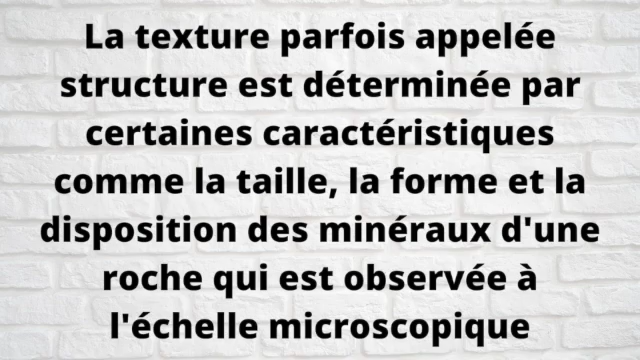 La texture parfois appelée
structure est déterminée par
certaines caractéristiques
comme la taille, la forme et la
disposition des minéraux d'une
roche qui est observée à
l'échelle microscopique